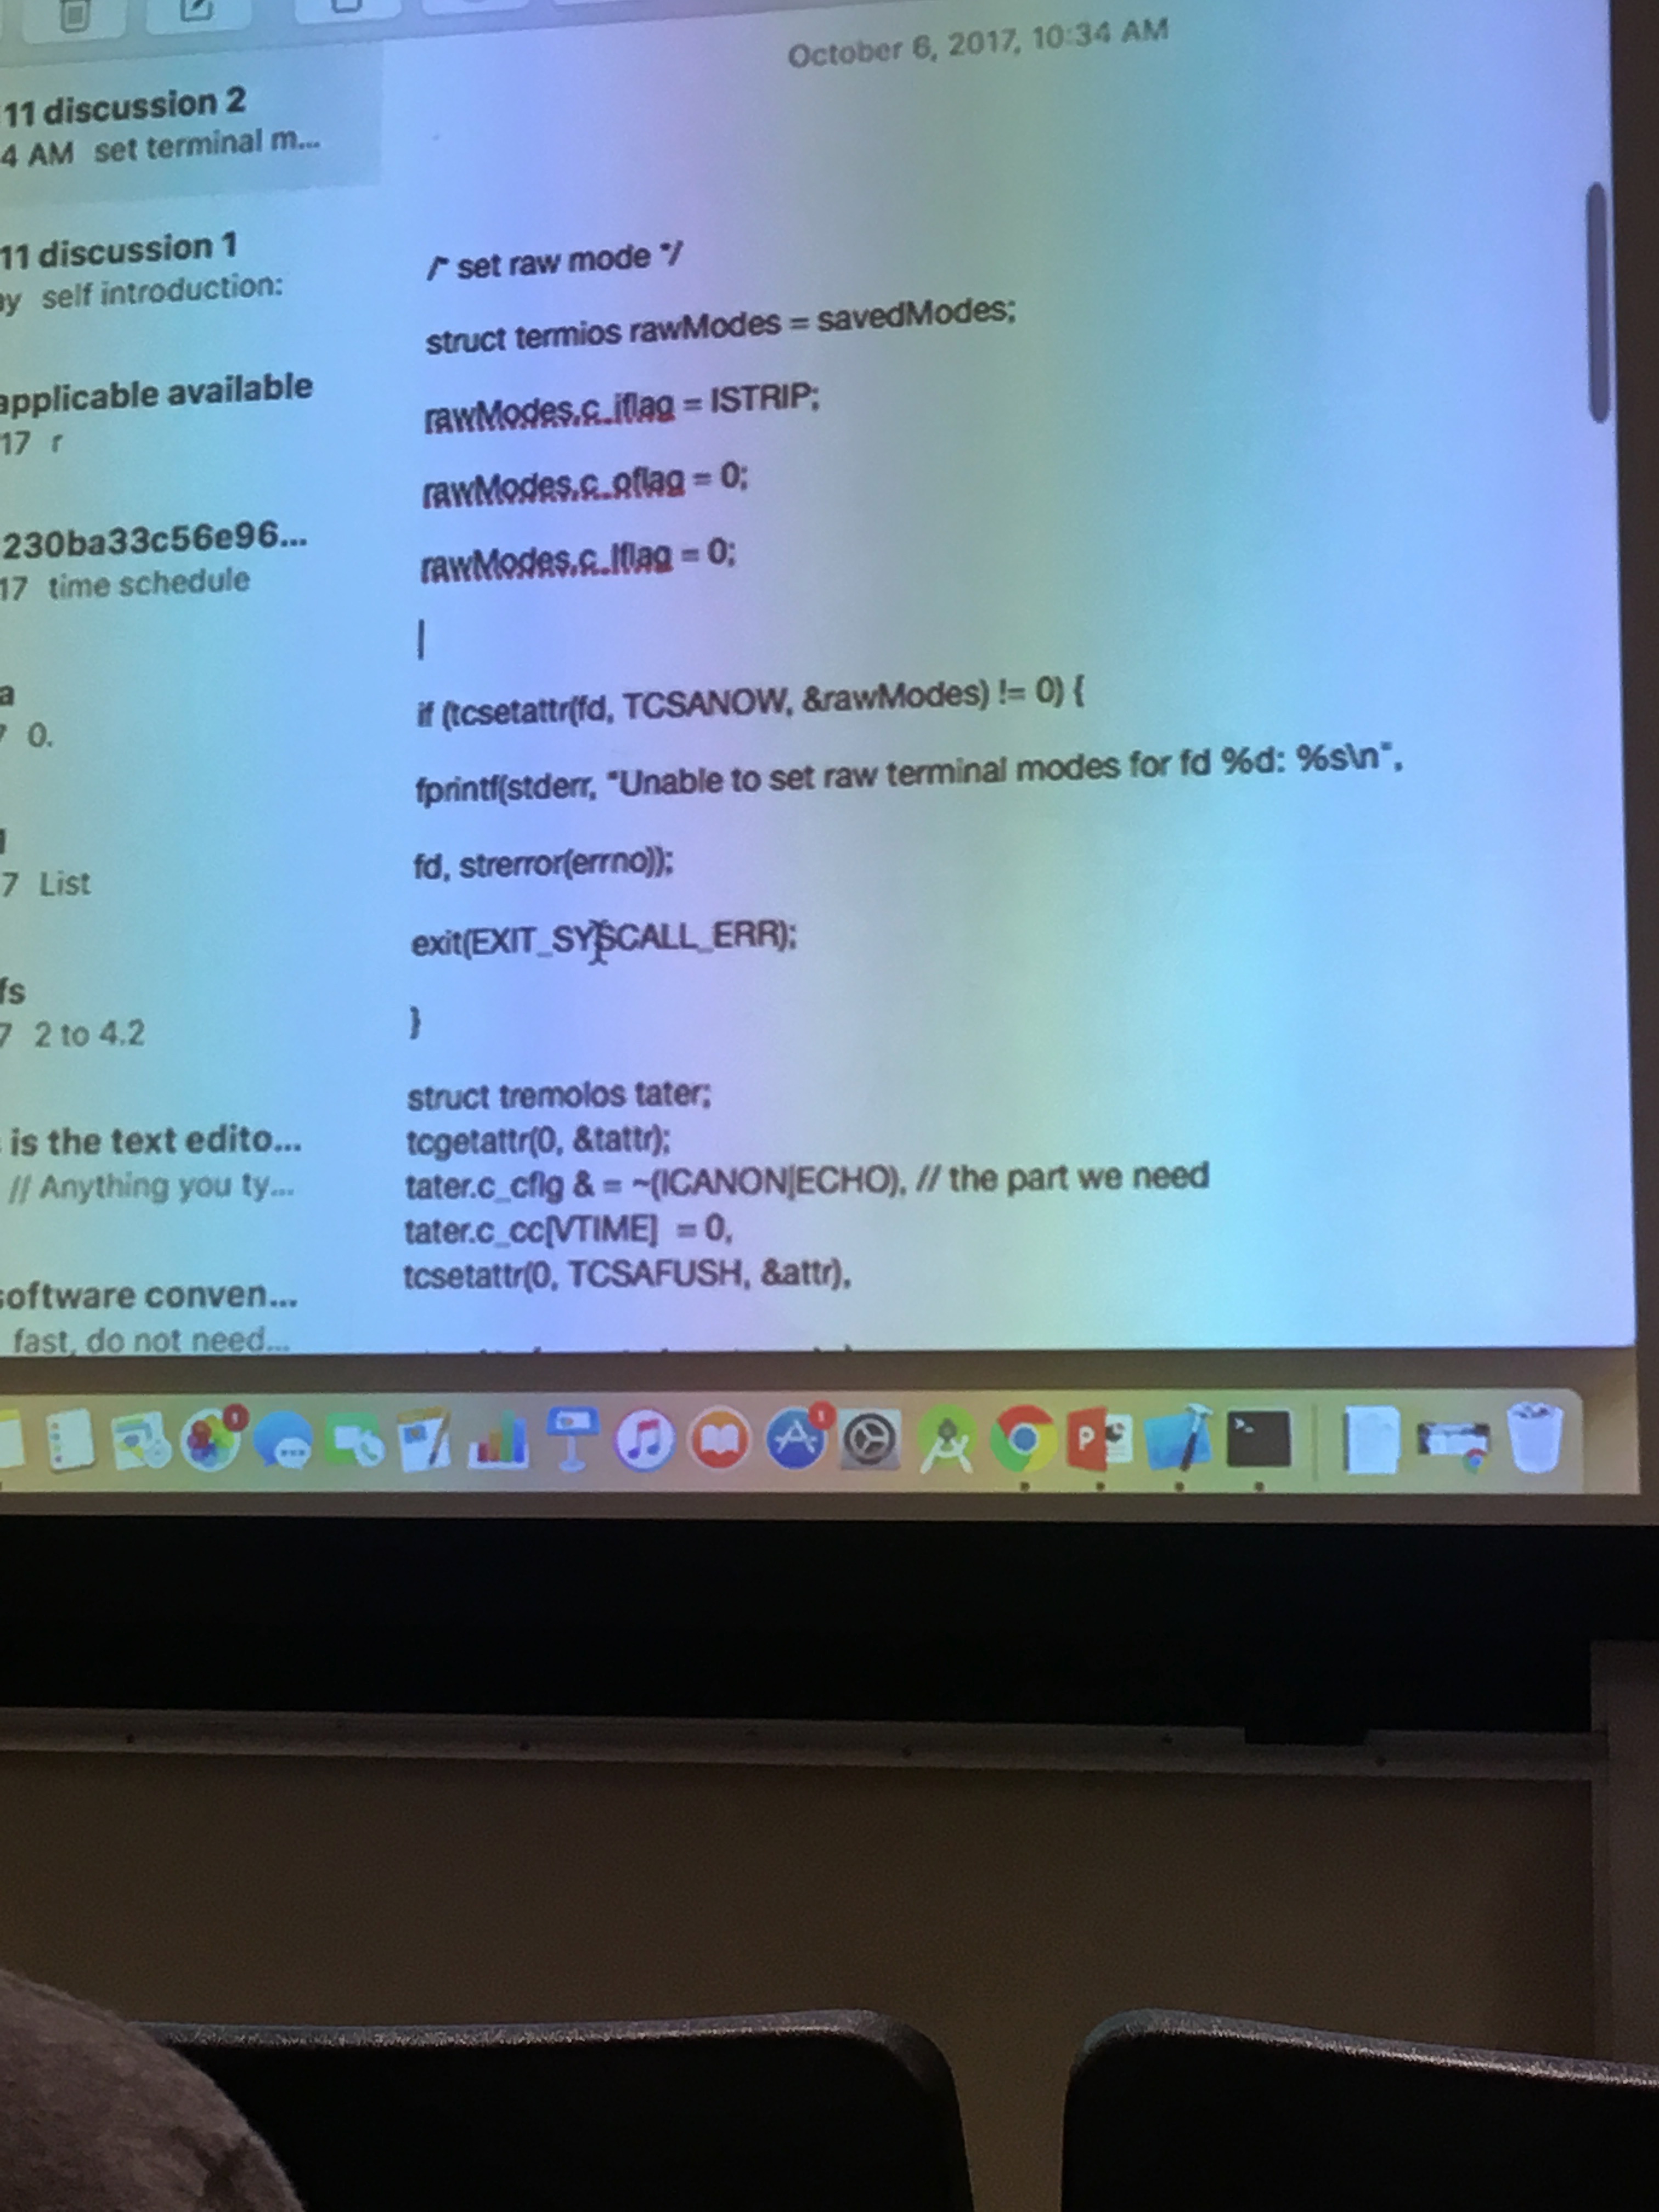 October 6, 2017, 10:34 AM
11 discussion 2
4 AM set terminal m...
11 discussion 1
ay self introduction:
applicable available
17 r
230ba33c56e96...
17 time schedule
a
7 0.
7 List
fs
7 2 to 4.2
is the text edito...
// Anything you ty...
software conven...
fast, do not need...
/* set raw mode */
struct termios rawModes = savedModes;
rawModes.c_iflag = ISTRIP;
rawModes.c_oflag = 0;
rawModes.c_lflag = 0;
if (tcsetattr(fd, TCSANOW, &rawModes) != 0) {
fprintf(stderr, "Unable to set raw terminal modes for fd %d: %s\n",
fd, strerror(errno));
exit(EXIT_SYSCALL_ERR);
}
struct tremolos tater;
tcgetattr(0, &tattr);
tater.c_cflg & = ~(ICANON|ECHO), // the part we need
tater.c_cc[VTIME] = 0,
tcsetattr(0, TCSAFUSH, &attr),